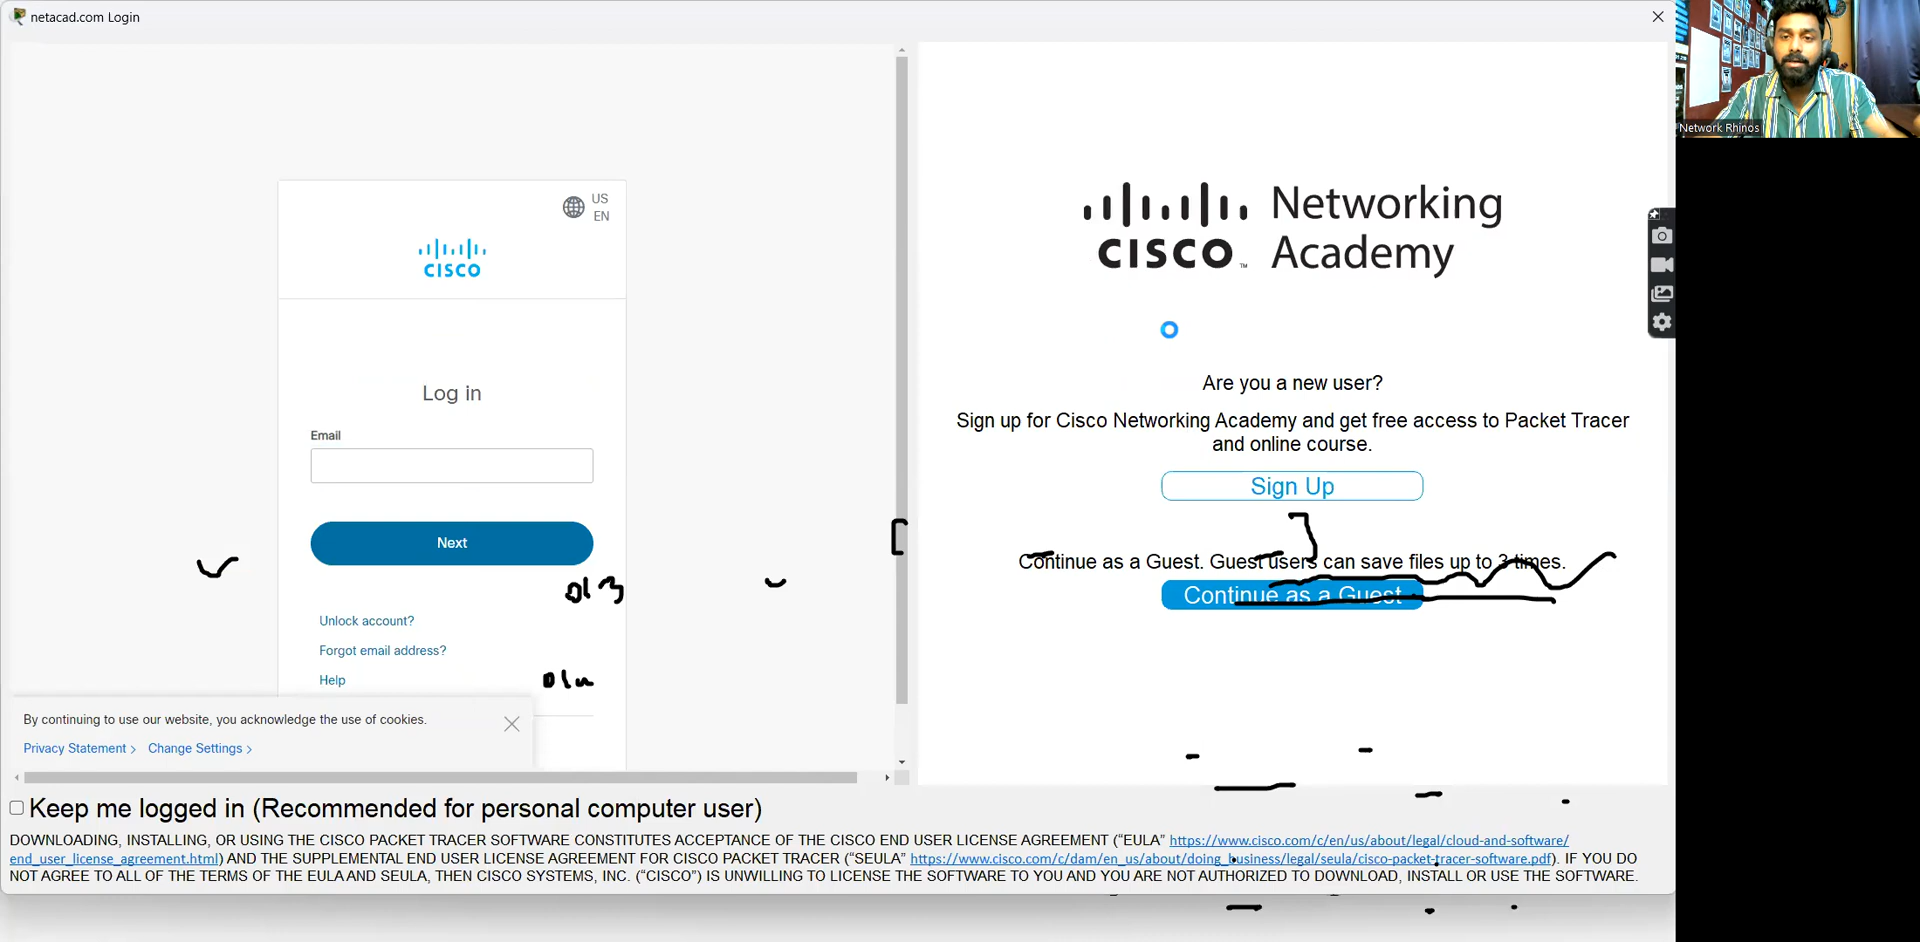 netacad.com Login
US
EN
CISCO
Log in
Email
Next
Unlock account?
Forgot email address?
Help
By continuing to use our website, you acknowledge the use of cookies.
Privacy Statement > Change Settings >
CISCO™ Networking Academy
Are you a new user?
Sign up for Cisco Networking Academy and get free access to Packet Tracer
and online course.
Sign Up
Continue as a Guest. Guest users can save files up to 3 times.
Continue as a Guest
Keep me logged in (Recommended for personal computer user)
DOWNLOADING, INSTALLING, OR USING THE CISCO PACKET TRACER SOFTWARE CONSTITUTES ACCEPTANCE OF THE CISCO END USER LICENSE AGREEMENT (“EULA” https://www.cisco.com/c/en/us/about/legal/cloud-and-software/
end_user_license_agreement.html) AND THE SUPPLEMENTAL END USER LICENSE AGREEMENT FOR CISCO PACKET TRACER (“SEULA” https://www.cisco.com/c/dam/en_us/about/doing_business/legal/seula/cisco-packet-tracer-software.pdf). IF YOU DO
NOT AGREE TO ALL OF THE TERMS OF THE EULA AND SEULA, THEN CISCO SYSTEMS, INC. (“CISCO”) IS UNWILLING TO LICENSE THE SOFTWARE TO YOU AND YOU ARE NOT AUTHORIZED TO DOWNLOAD, INSTALL OR USE THE SOFTWARE.
Network Rhinos